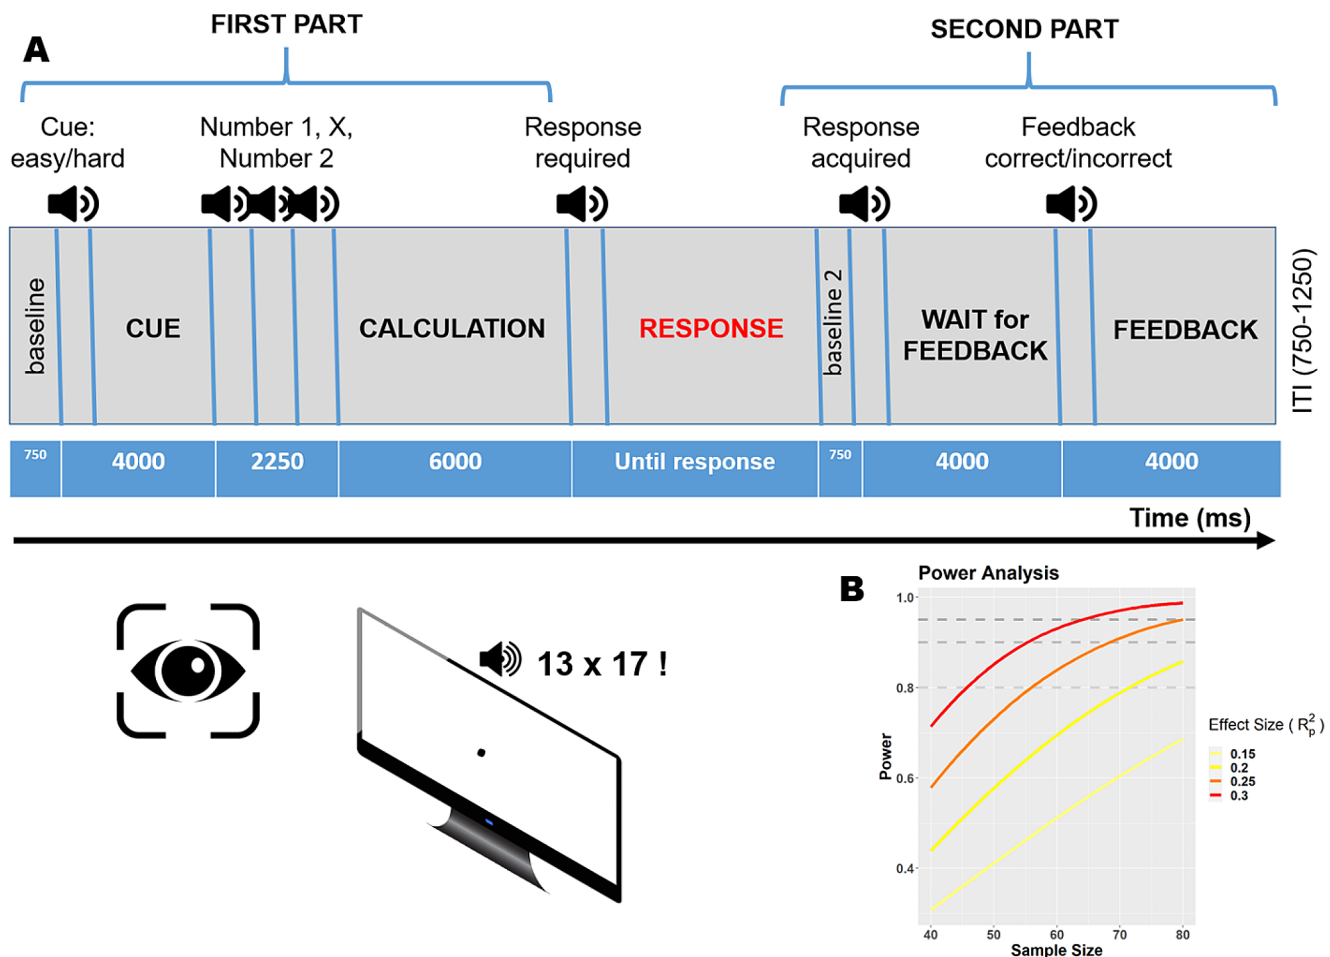 A
FIRST PART
SECOND PART
Cue:
easy/hard
Number 1, X,
Number 2
Response
required
Response
acquired
Feedback
correct/incorrect
baseline
CUE
CALCULATION
RESPONSE
baseline 2
WAIT for
FEEDBACK
FEEDBACK
ITI (750-1250)
750
4000
2250
6000
Until response
750
4000
4000
Time (ms)
13 x 17 !
B
Power Analysis
1.0
0.8
0.6
0.4
Power
40 50 60 70 80
Sample Size
Effect Size ( R²ₚ )
0.15
0.2
0.25
0.3